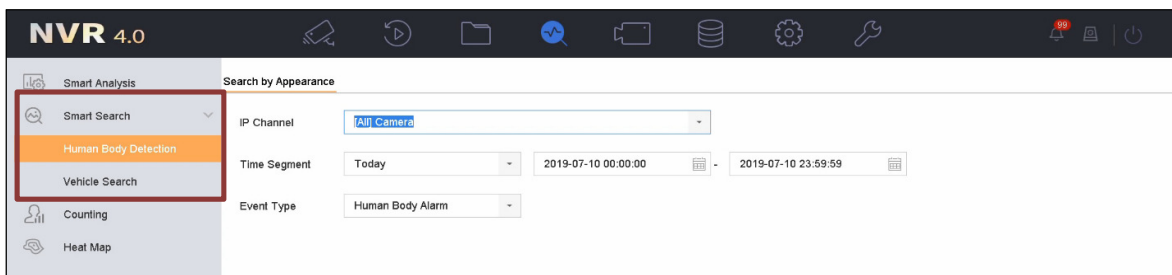 NVR 4.0
99
Smart Analysis
Smart Search
Human Body Detection
Vehicle Search
Counting
Heat Map
Search by Appearance
IP Channel [All] Camera
Time Segment Today 2019-07-10 00:00:00 - 2019-07-10 23:59:59
Event Type Human Body Alarm